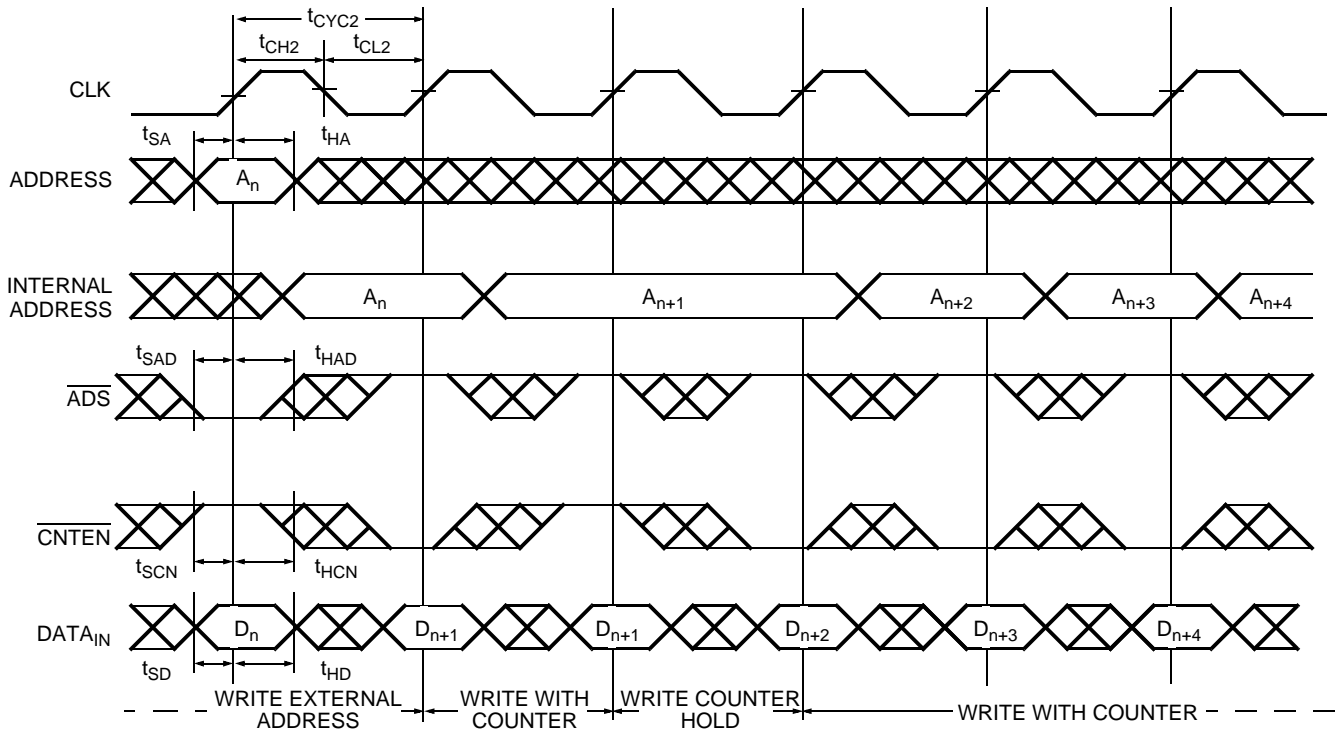 tCYC2
tCH2 tCL2
CLK
tSA tHA
ADDRESS An
INTERNAL
ADDRESS An An+1 An+2 An+3 An+4
tSAD tHAD
ADS
CNTEN
tSCN tHCN
DATAIN Dn Dn+1 Dn+1 Dn+2 Dn+3 Dn+4
tSD tHD
WRITE EXTERNAL
ADDRESS
WRITE WITH
COUNTER
WRITE COUNTER
HOLD
WRITE WITH COUNTER